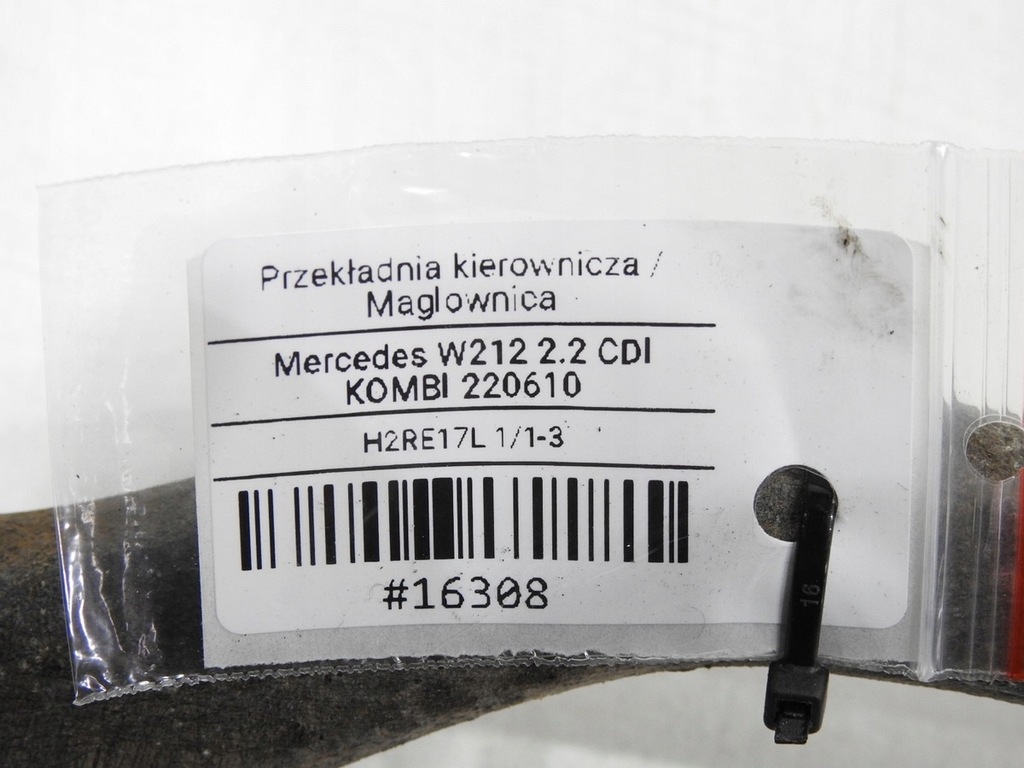 Przekładnia kierownicza /
Maglownica
Mercedes W212 2.2 CDI
KOMBI 220610
H2RE17L 1/1-3
#16308
16